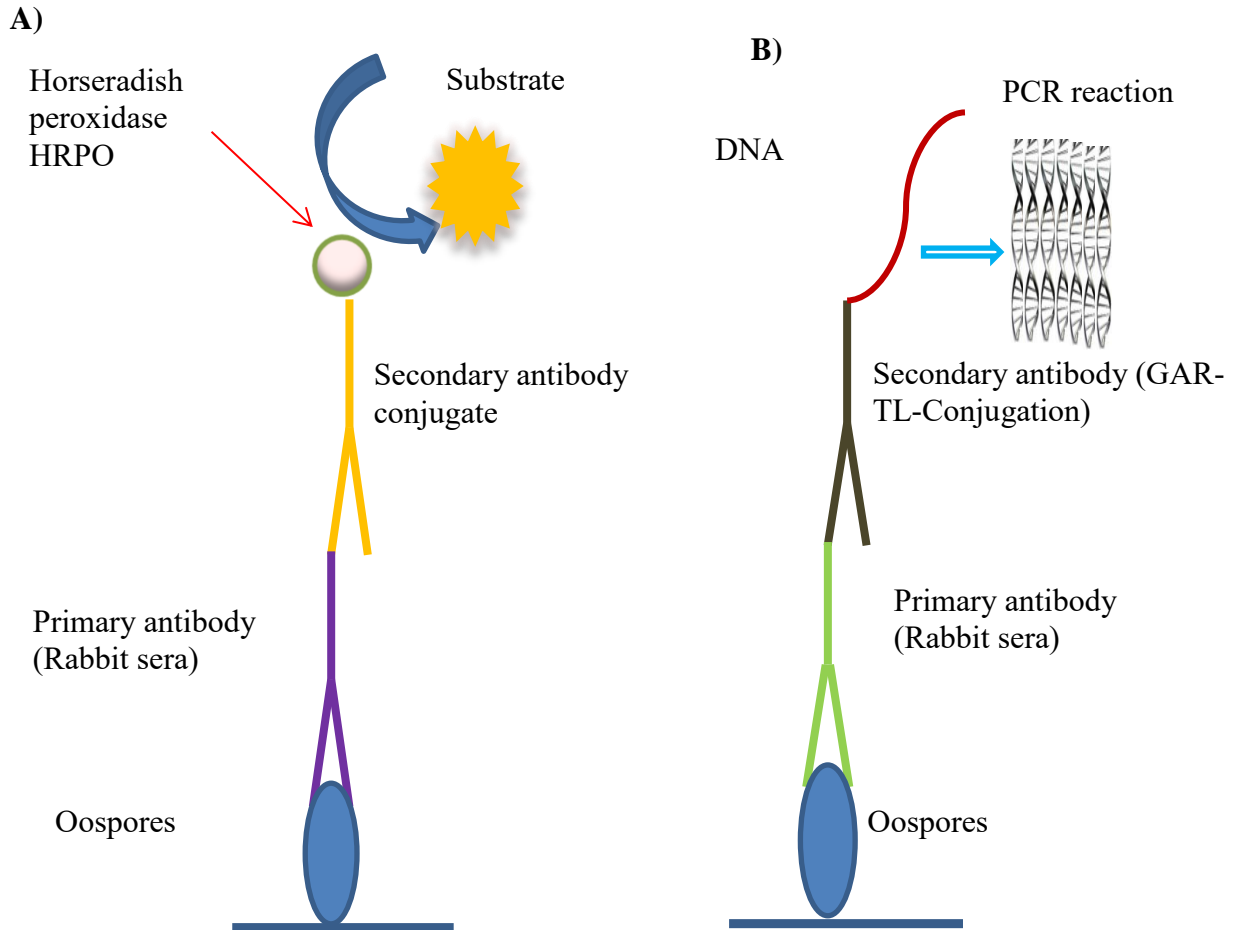 A)
Horseradish
peroxidase
HRPO
Substrate
Secondary antibody
conjugate
Primary antibody
(Rabbit sera)
Oospores
B)
PCR reaction
DNA
Secondary antibody (GAR-
TL-Conjugation)
Primary antibody
(Rabbit sera)
Oospores